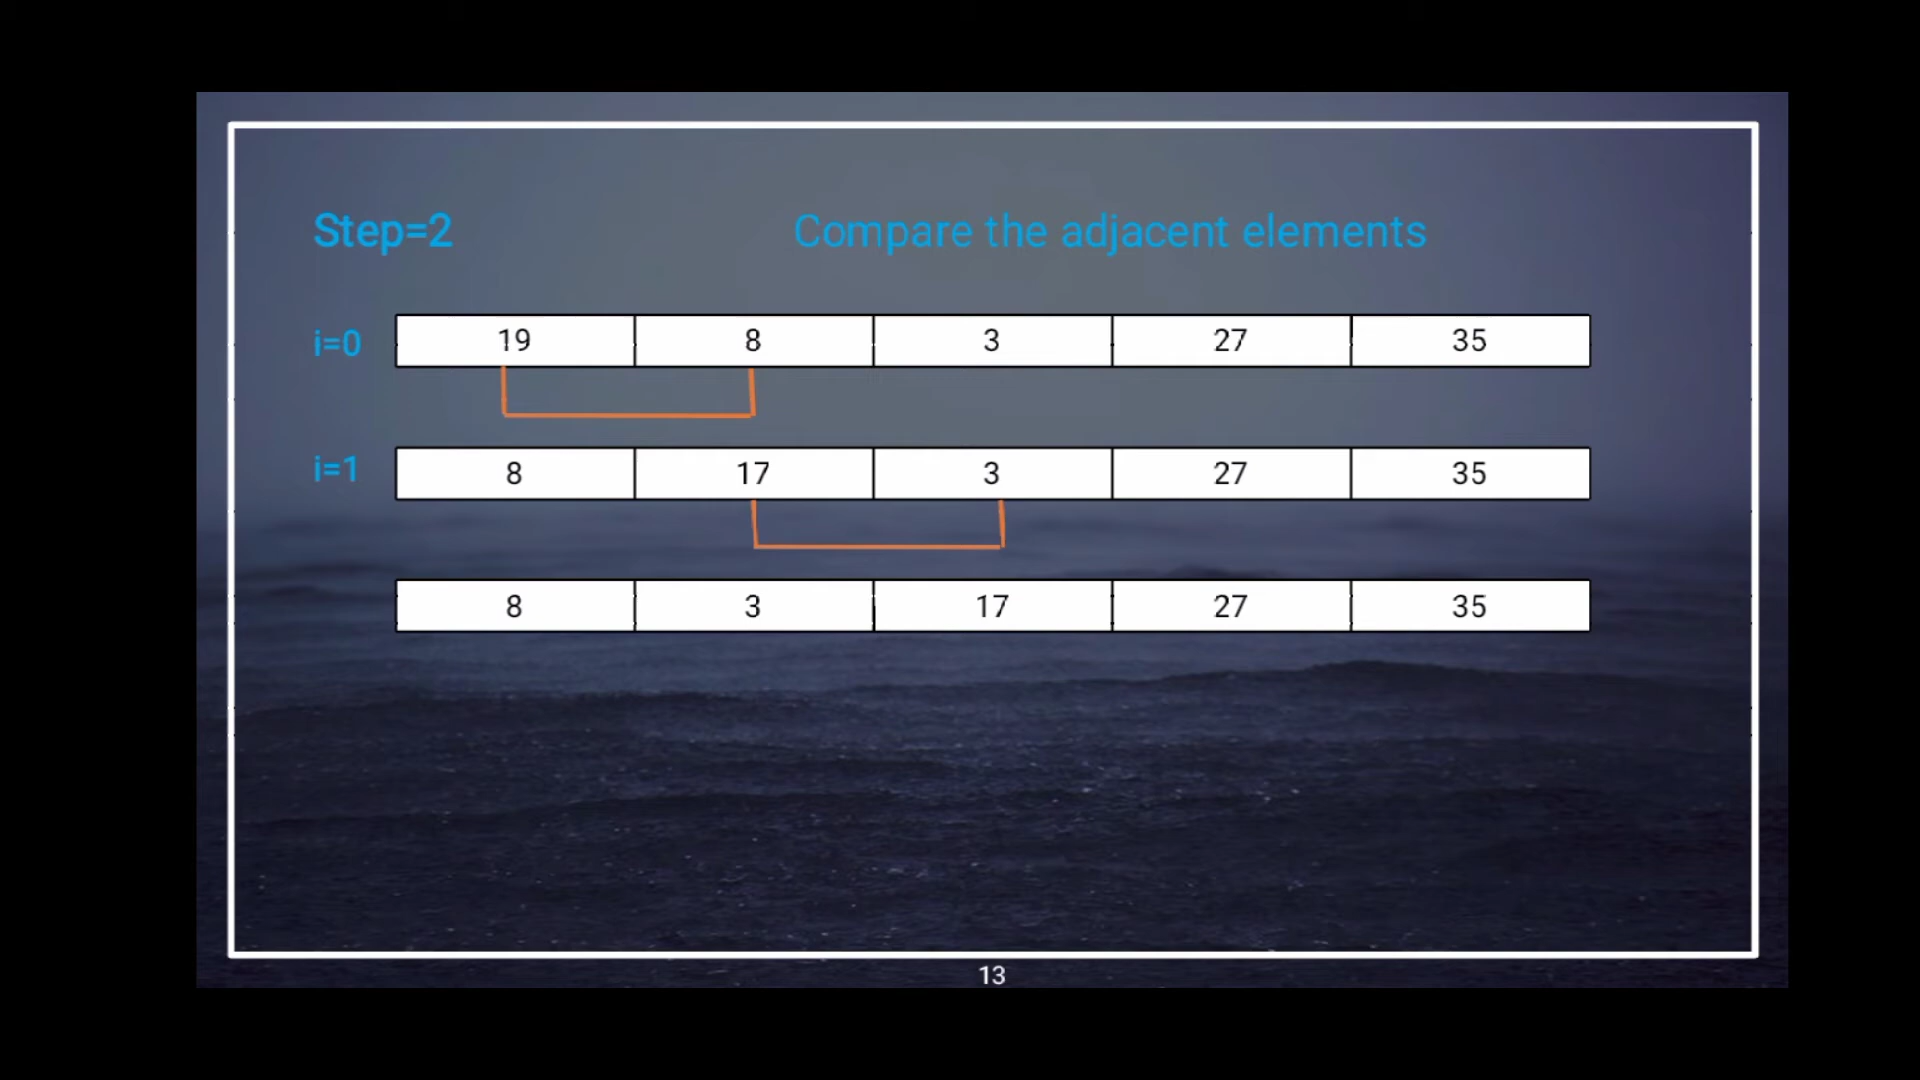 Step=2 Compare the adjacent elements
i=0 19 8 3 27 35
i=1 8 17 3 27 35
8 3 17 27 35
13